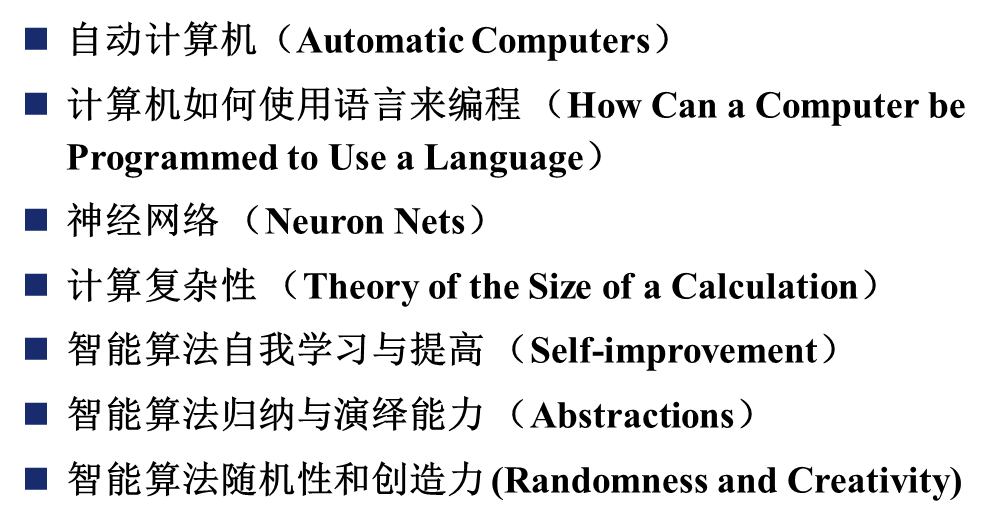 自动计算机（Automatic Computers）
计算机如何使用语言来编程 （How Can a Computer be
Programmed to Use a Language）
神经网络 （Neuron Nets）
计算复杂性 （Theory of the Size of a Calculation）
智能算法自我学习与提高 （Self-improvement）
智能算法归纳与演绎能力 （Abstractions）
智能算法随机性和创造力 (Randomness and Creativity)